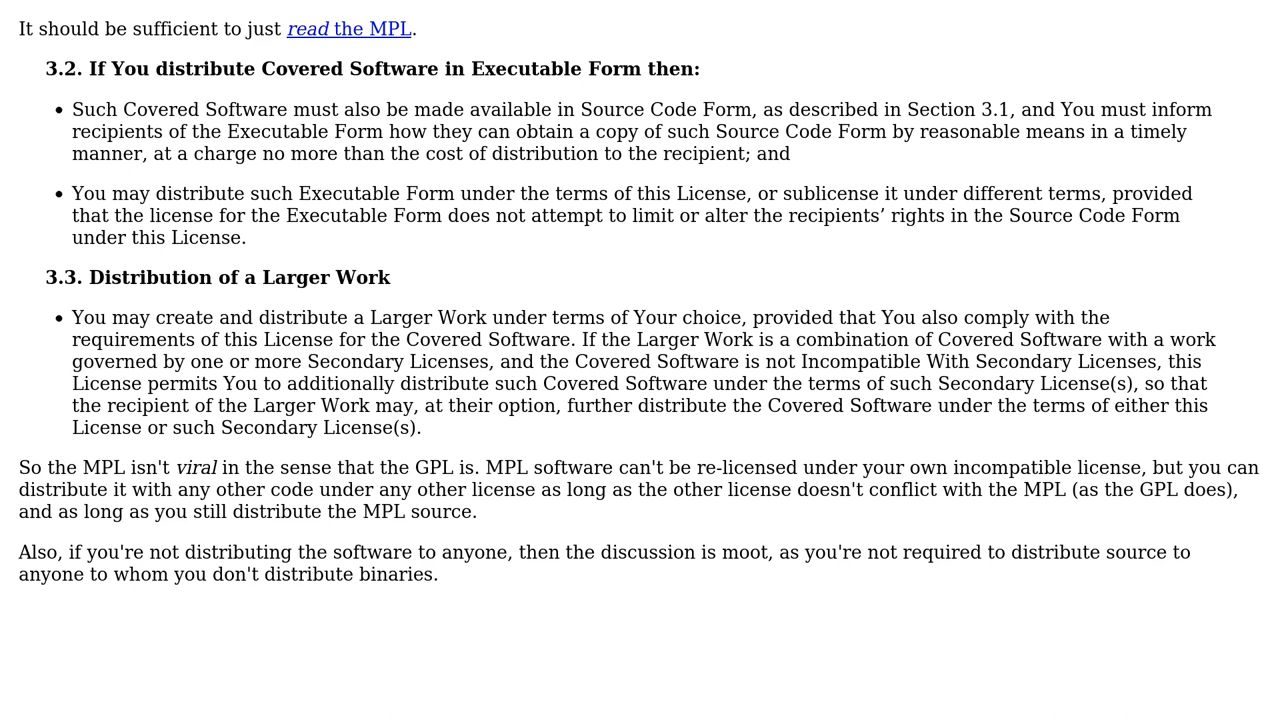 It should be sufficient to just read the MPL.
3.2. If You distribute Covered Software in Executable Form then:
• Such Covered Software must also be made available in Source Code Form, as described in Section 3.1, and You must inform
recipients of the Executable Form how they can obtain a copy of such Source Code Form by reasonable means in a timely
manner, at a charge no more than the cost of distribution to the recipient; and
• You may distribute such Executable Form under the terms of this License, or sublicense it under different terms, provided
that the license for the Executable Form does not attempt to limit or alter the recipients’ rights in the Source Code Form
under this License.
3.3. Distribution of a Larger Work
• You may create and distribute a Larger Work under terms of Your choice, provided that You also comply with the
requirements of this License for the Covered Software. If the Larger Work is a combination of Covered Software with a work
governed by one or more Secondary Licenses, and the Covered Software is not Incompatible With Secondary Licenses, this
License permits You to additionally distribute such Covered Software under the terms of such Secondary License(s), so that
the recipient of the Larger Work may, at their option, further distribute the Covered Software under the terms of either this
License or such Secondary License(s).
So the MPL isn't viral in the sense that the GPL is. MPL software can't be re-licensed under your own incompatible license, but you can
distribute it with any other code under any other license as long as the other license doesn't conflict with the MPL (as the GPL does),
and as long as you still distribute the MPL source.
Also, if you're not distributing the software to anyone, then the discussion is moot, as you're not required to distribute source to
anyone to whom you don't distribute binaries.